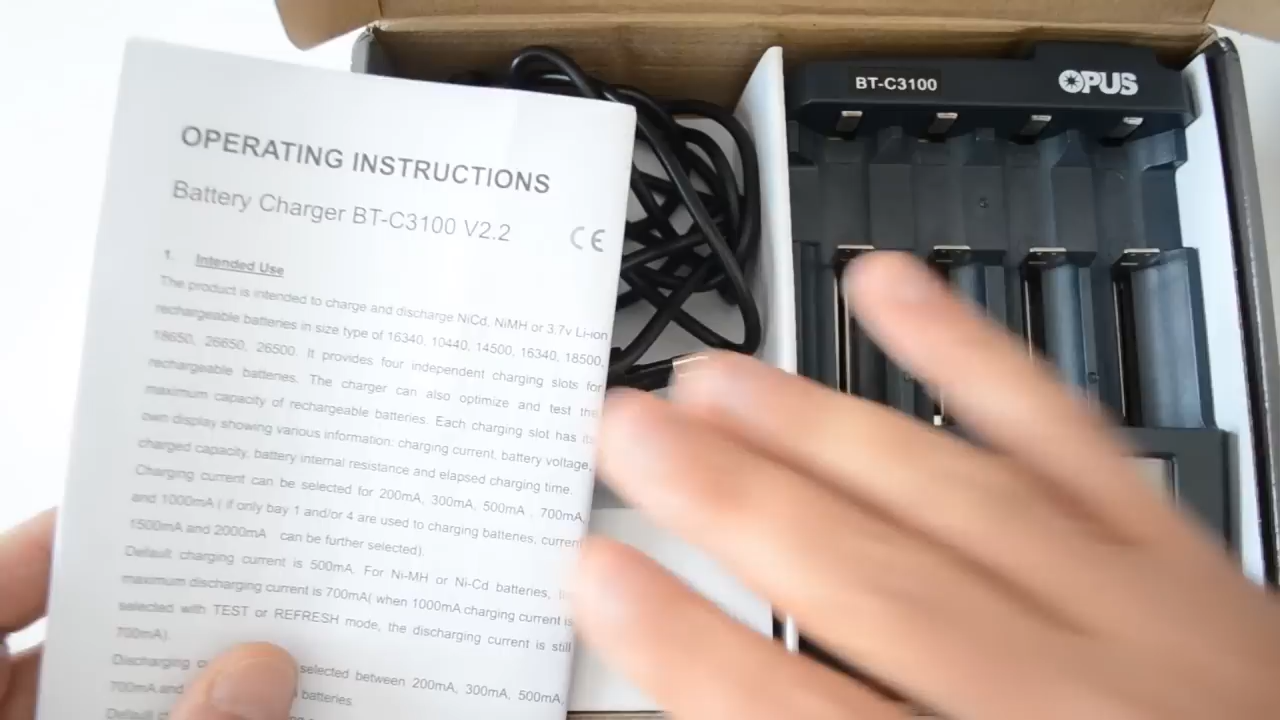 OPERATING INSTRUCTIONS
Battery Charger BT-C3100 V2.2
CE
1. Intended Use
The product is intended to charge and discharge NiCd, NiMH or 3.7v Li-ion
rechargeable batteries in size type of 16340, 10440, 14500, 16340, 18500,
18650, 26650, 26500. It provides four independent charging slots for
rechargeable batteries. The charger can also optimize and test the
maximum capacity of rechargeable batteries. Each charging slot has
own display showing various information: charging current, battery voltage,
charged capacity, battery internal resistance and elapsed charging time.
Charging current can be selected for 200mA, 300mA, 500mA , 700mA,
and 1000mA ( if only bay 1 and/or 4 are used to charging batteries, current
1500mA and 2000mA can be further selected).
Default charging current is 500mA. For Ni-MH or Ni-Cd batteries,
maximum discharging current is 700mA( when 1000mA charging current is
selected with TEST or REFRESH mode, the discharging current is still
700mA).
Discharging selected between 200mA, 300mA, 500mA,
700mA and batteries.
Default
BT-C3100
OPUS